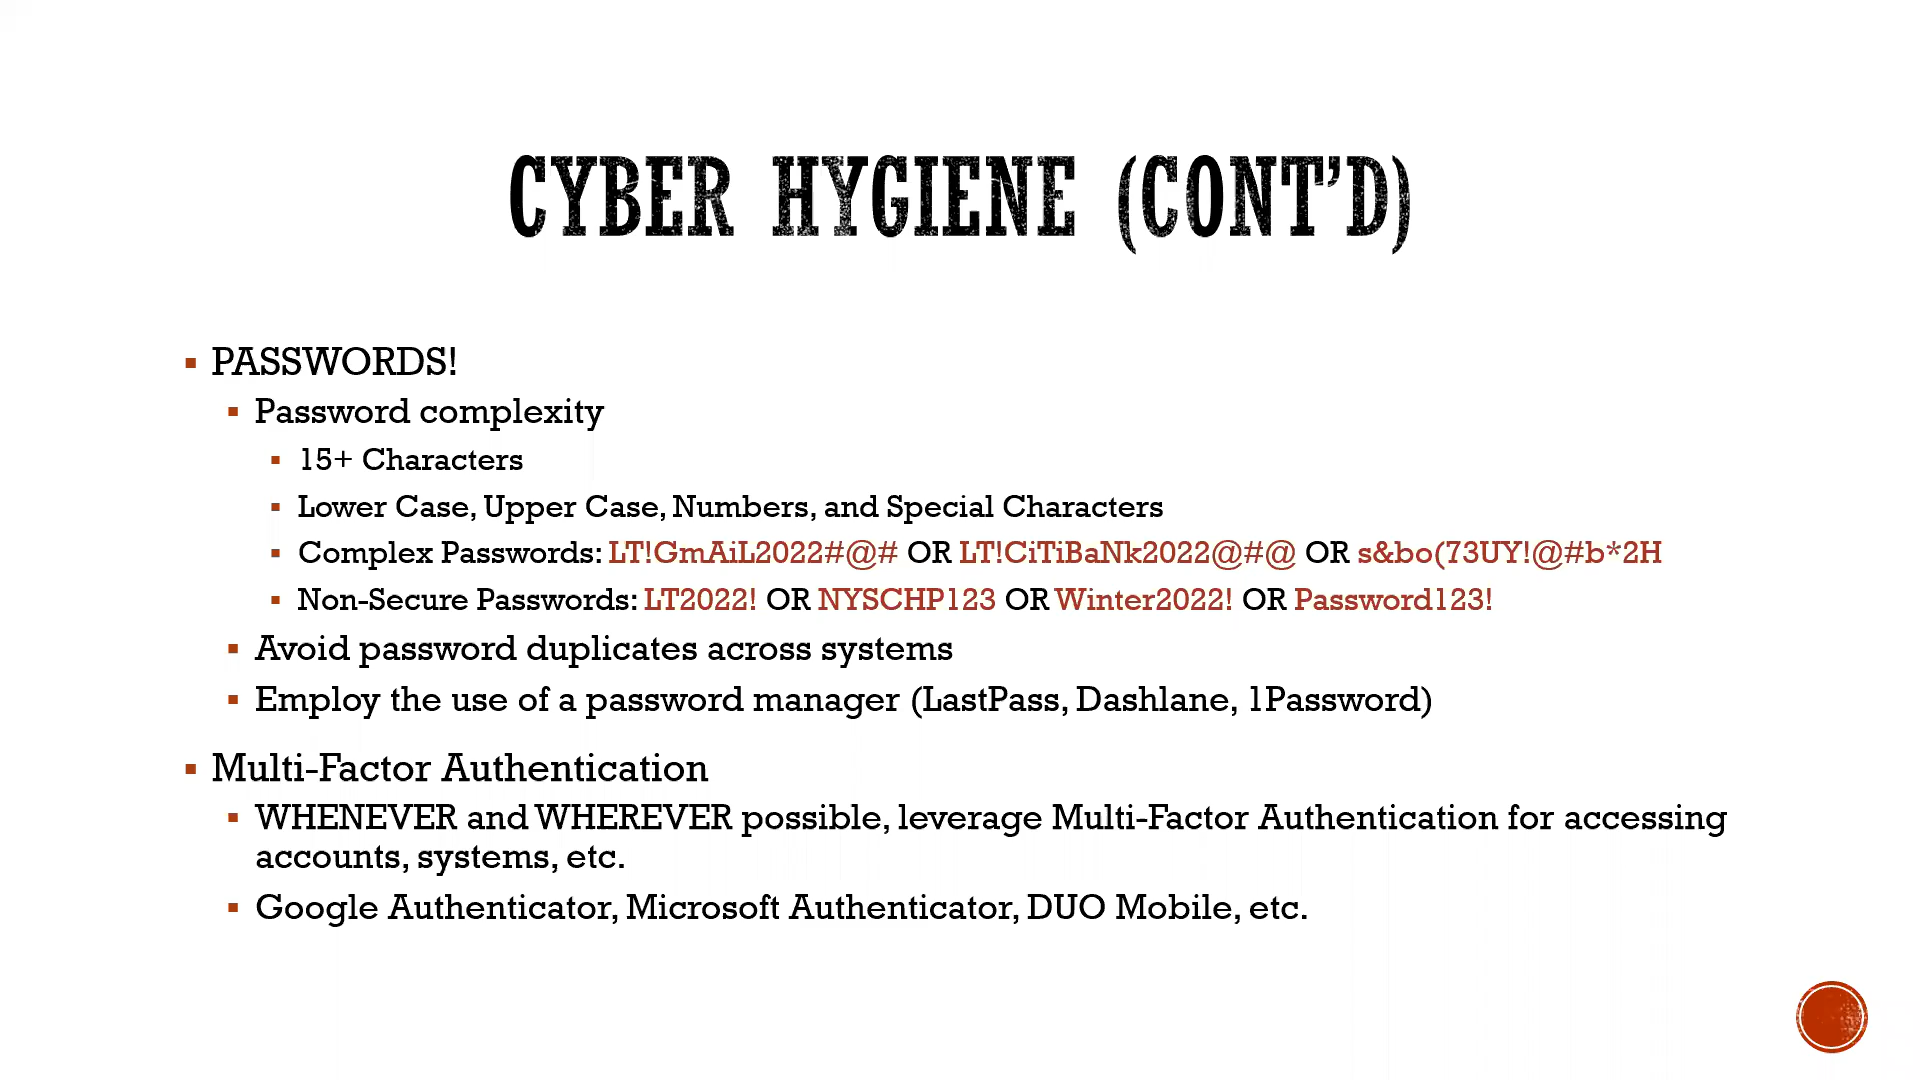 CYBER HYGIENE (CONT'D)
PASSWORDS!
Password complexity
15+ Characters
Lower Case, Upper Case, Numbers, and Special Characters
Complex Passwords: LT!GmAiL2022#@# OR LT!CiTiBaNk2022@#@ OR s&bo(73UY!@#b*2H
Non-Secure Passwords: LT2022! OR NYSCHP123 OR Winter2022! OR Password123!
Avoid password duplicates across systems
Employ the use of a password manager (LastPass, Dashlane, 1Password)
Multi-Factor Authentication
WHENEVER and WHEREVER possible, leverage Multi-Factor Authentication for accessing
accounts, systems, etc.
Google Authenticator, Microsoft Authenticator, DUO Mobile, etc.